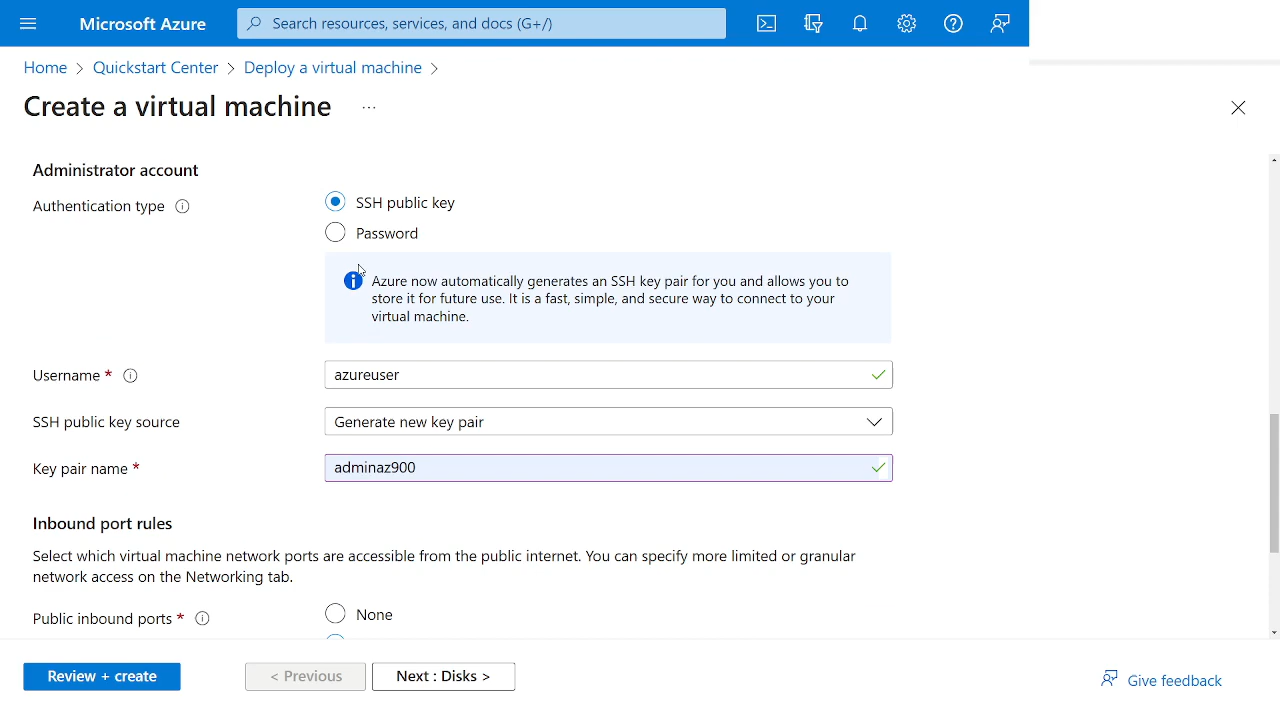 Microsoft Azure
Search resources, services, and docs (G+/)
Home > Quickstart Center > Deploy a virtual machine >
Create a virtual machine ...
Administrator account
Authentication type
SSH public key
Password
Azure now automatically generates an SSH key pair for you and allows you to
store it for future use. It is a fast, simple, and secure way to connect to your
virtual machine.
Username *
azureuser
SSH public key source
Generate new key pair
Key pair name *
adminaz900
Inbound port rules
Select which virtual machine network ports are accessible from the public internet. You can specify more limited or granular
network access on the Networking tab.
Public inbound ports *
None
Review + create
< Previous
Next : Disks >
Give feedback